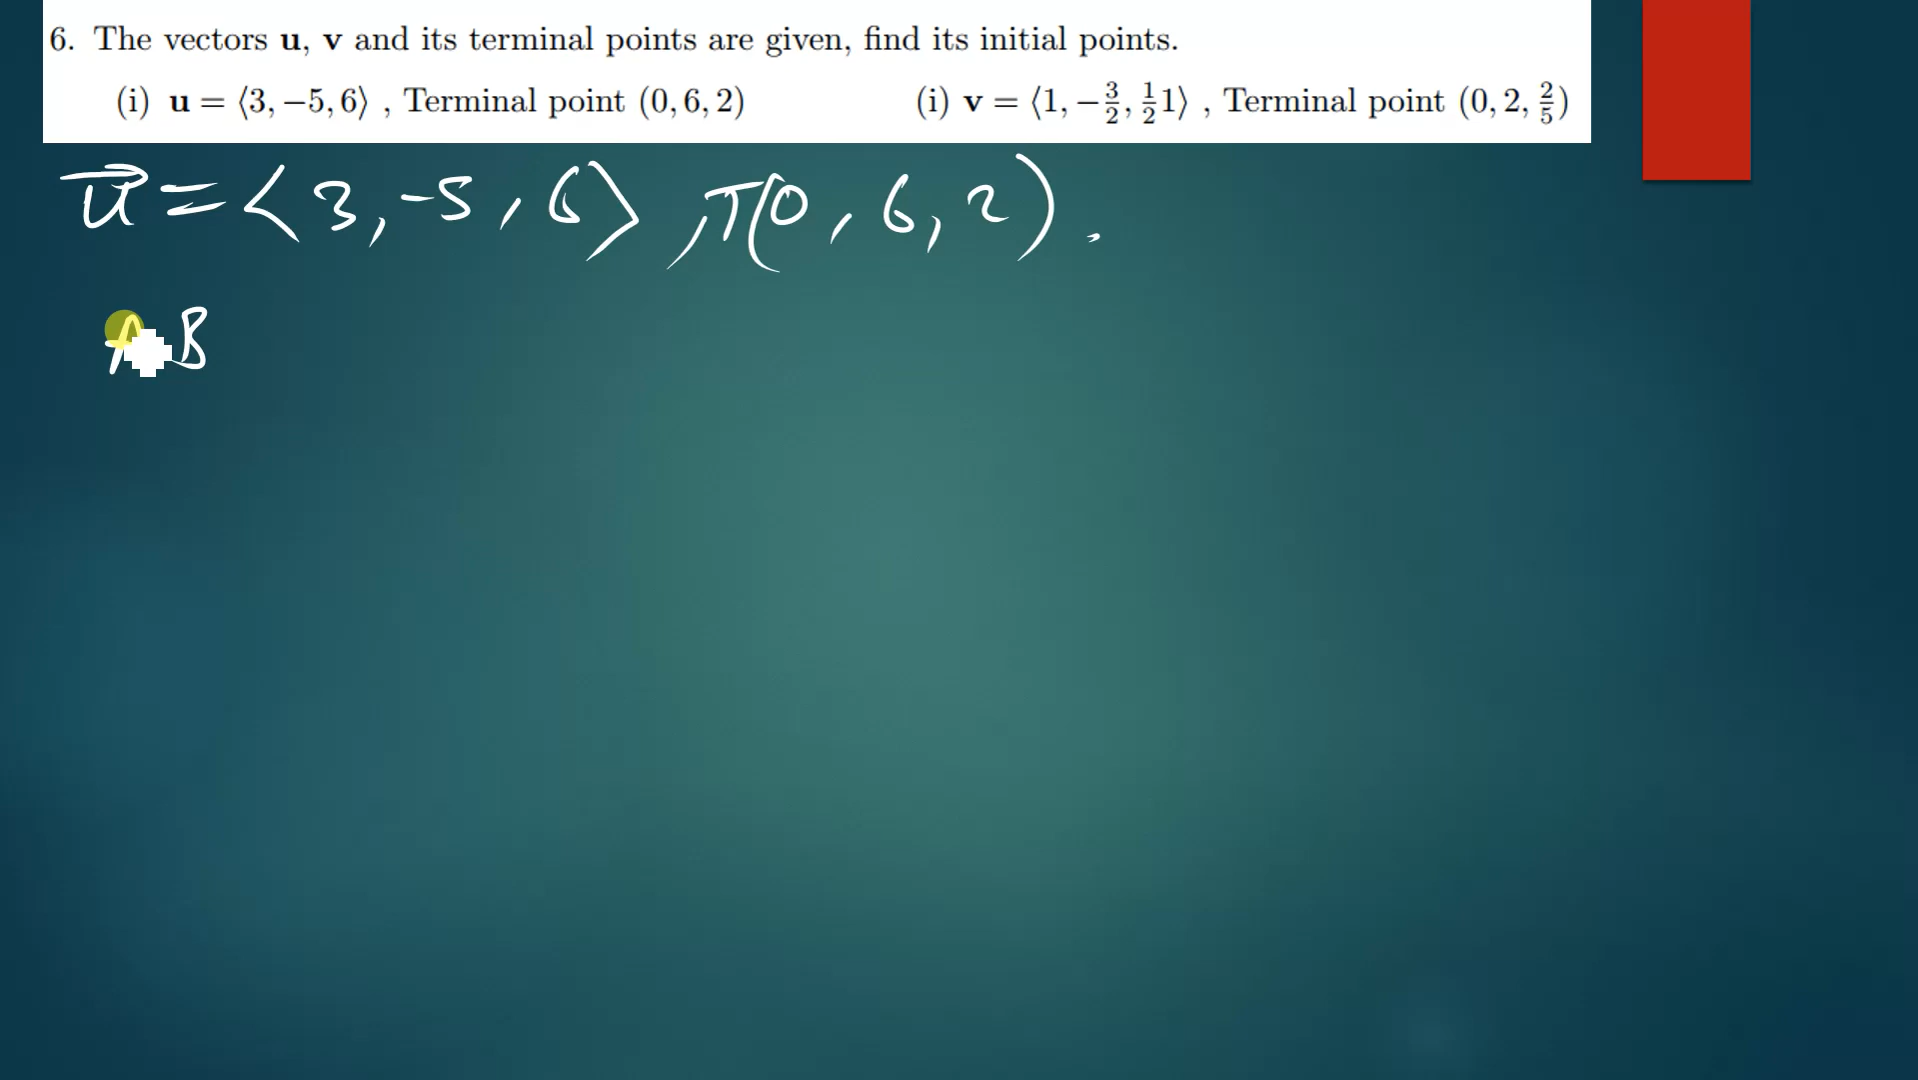 6. The vectors u, v and its terminal points are given, find its initial points.
(i) u = ⟨3, −5, 6⟩ , Terminal point (0, 6, 2) (i) v = ⟨1, −3/2, 1/2 1⟩ , Terminal point (0, 2, 2/5)
u⃗ = ⟨3, −5, 6⟩ , T(0, 6, 2).
AB